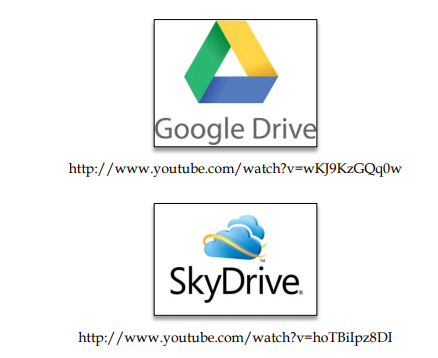 Google Drive
http://www.youtube.com/watch?v=wKJ9KzGQq0w
SkyDrive®
http://www.youtube.com/watch?v=hoTBiIpz8DI